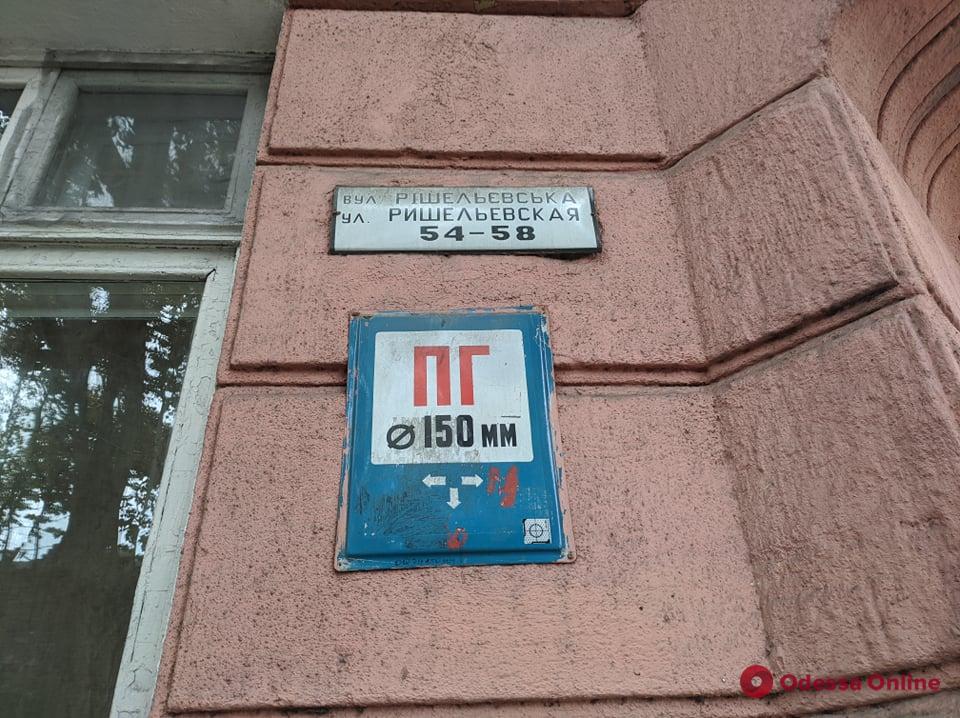 вул. РІШЕЛЬЄВСЬКА
ул. РИШЕЛЬЕВСКАЯ
54-58
ПГ
⌀ 150 мм
Odessa Online